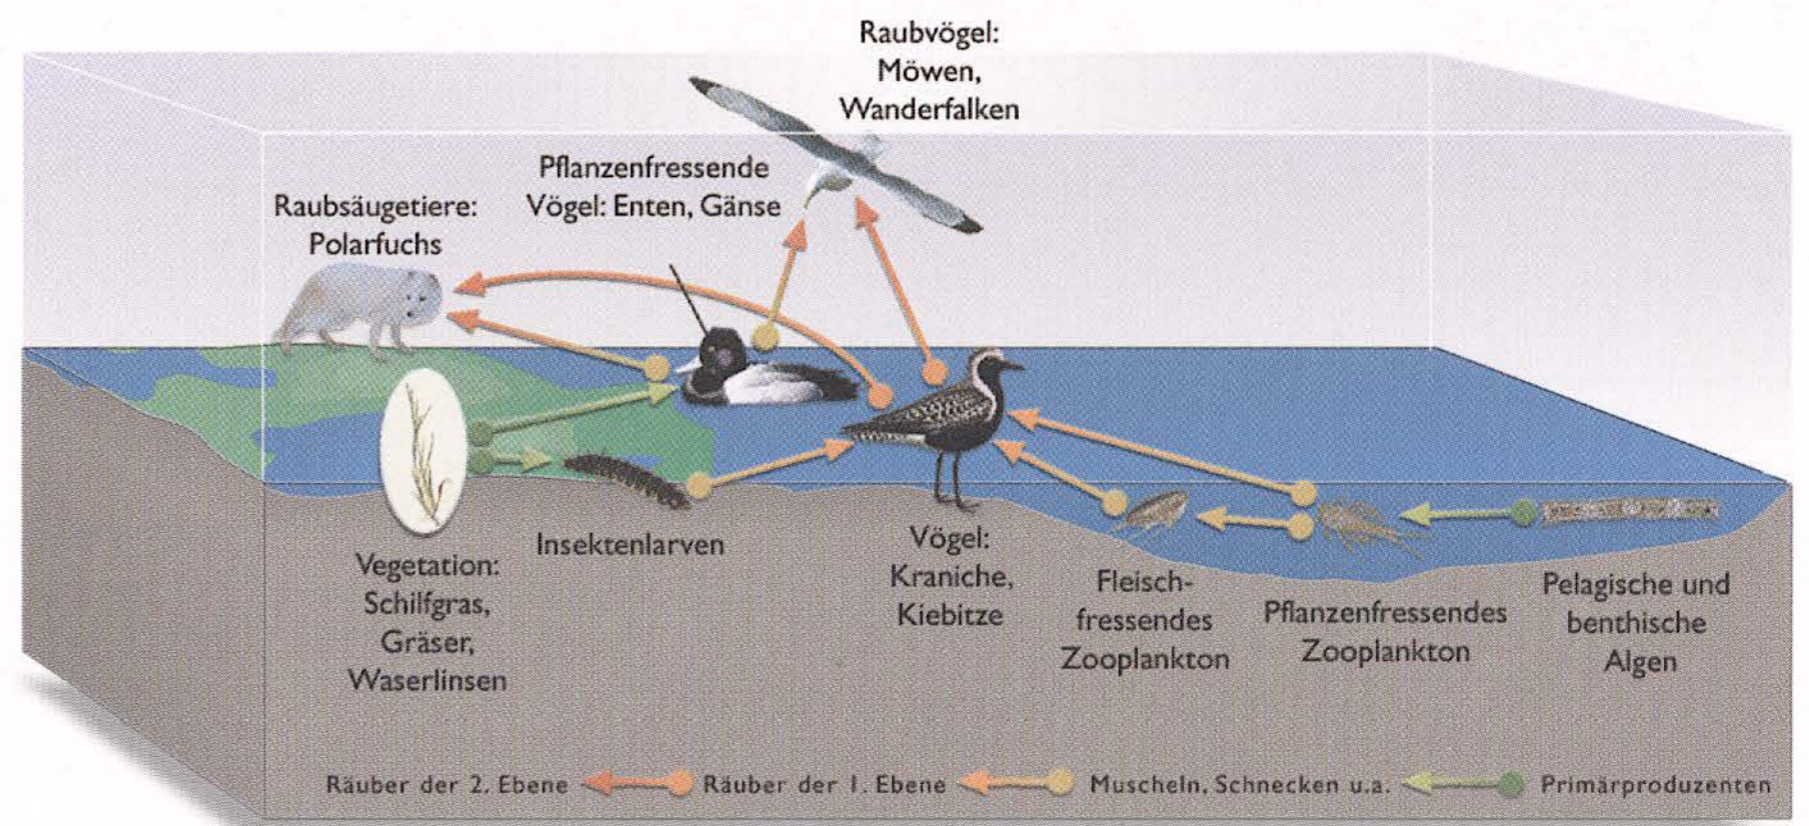 Raubvögel:
Möwen,
Wanderfalken
Pflanzenfressende
Vögel: Enten, Gänse
Raubsäugetiere:
Polarfuchs
Insektenlarven
Vegetation:
Schilfgras,
Gräser,
Waserlinsen
Vögel:
Kraniche,
Kiebitze
Fleisch-
fressendes
Zooplankton
Pflanzenfressendes
Zooplankton
Pelagische und
benthische
Algen
Räuber der 2. Ebene
Räuber der 1. Ebene
Muscheln, Schnecken u.a.
Primärproduzenten